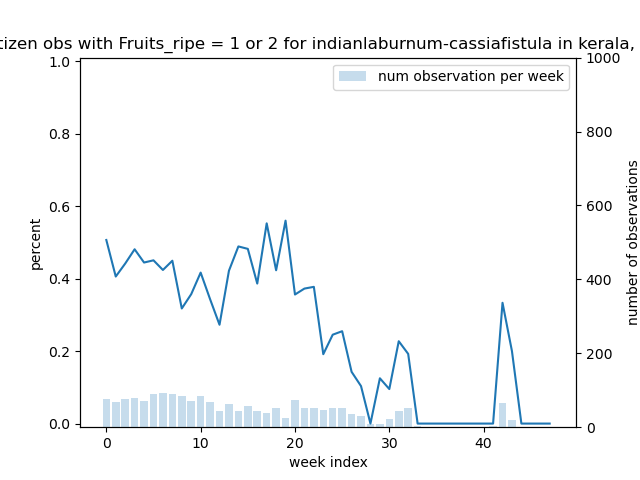 tizen obs with Fruits_ripe = 1 or 2 for indianlaburnum-cassiafistula in kerala,
num observation per week
percent
number of observations
1.0
0.8
0.6
0.4
0.2
0.0
1000
800
600
400
200
0
0 10 20 30 40
week index